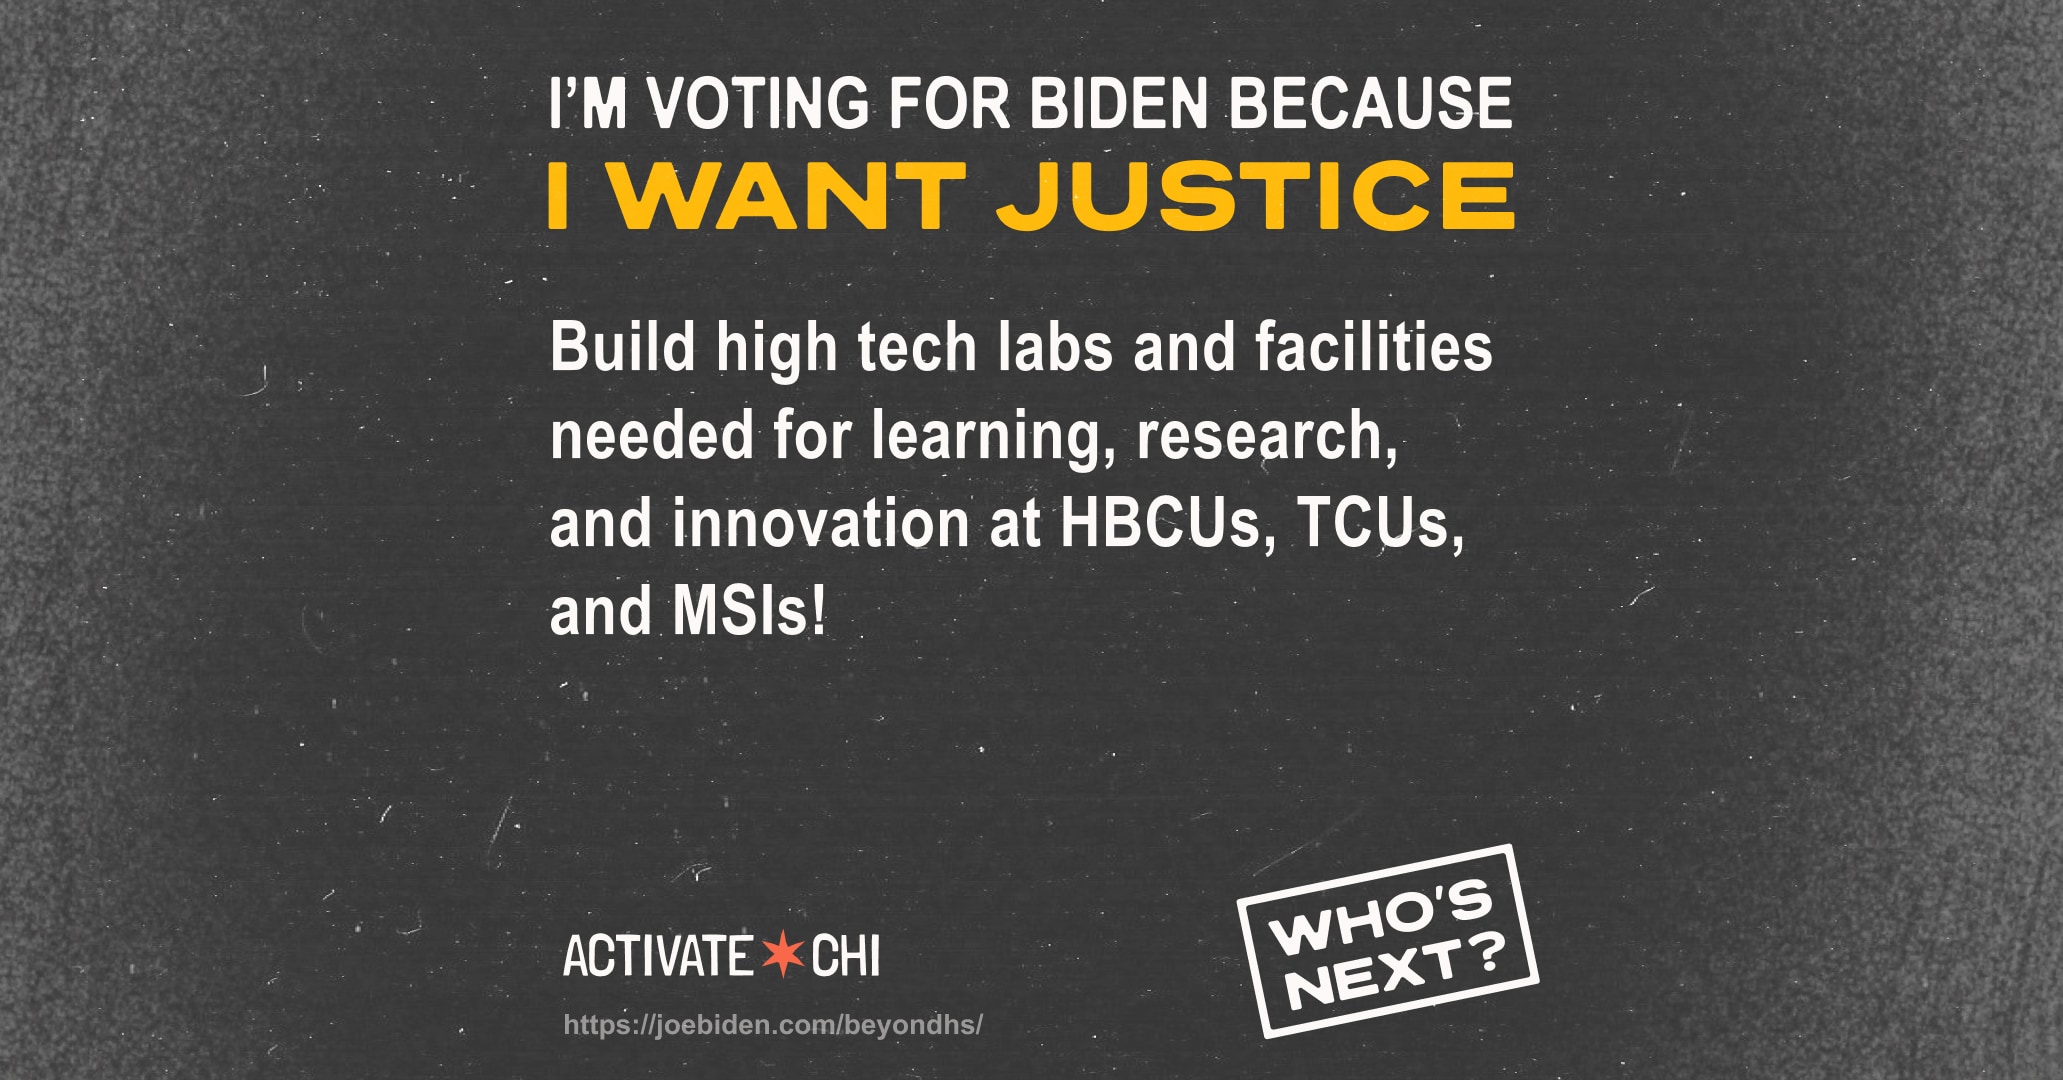 I’M VOTING FOR BIDEN BECAUSE
I WANT JUSTICE
Build high tech labs and facilities
needed for learning, research,
and innovation at HBCUs, TCUs,
and MSIs!
ACTIVATE CHI
https://joebiden.com/beyondhs/
WHO'S
NEXT?